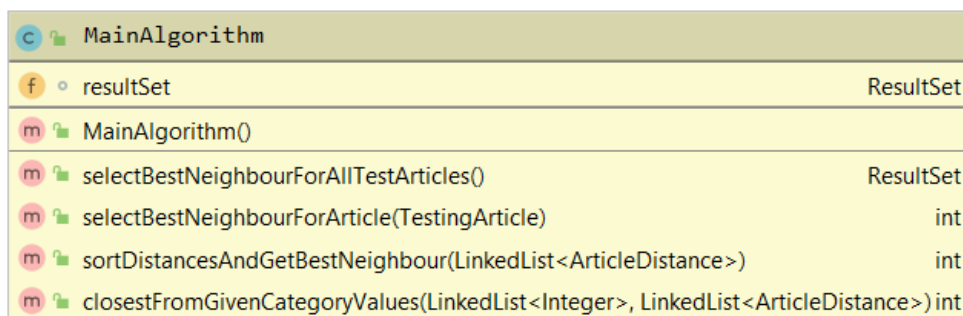 C MainAlgorithm
f resultSet ResultSet
m MainAlgorithm()
m selectBestNeighbourForAllTestArticles() ResultSet
m selectBestNeighbourForArticle(TestingArticle) int
m sortDistancesAndGetBestNeighbour(LinkedList<ArticleDistance>) int
m closestFromGivenCategoryValues(LinkedList<Integer>, LinkedList<ArticleDistance>) int